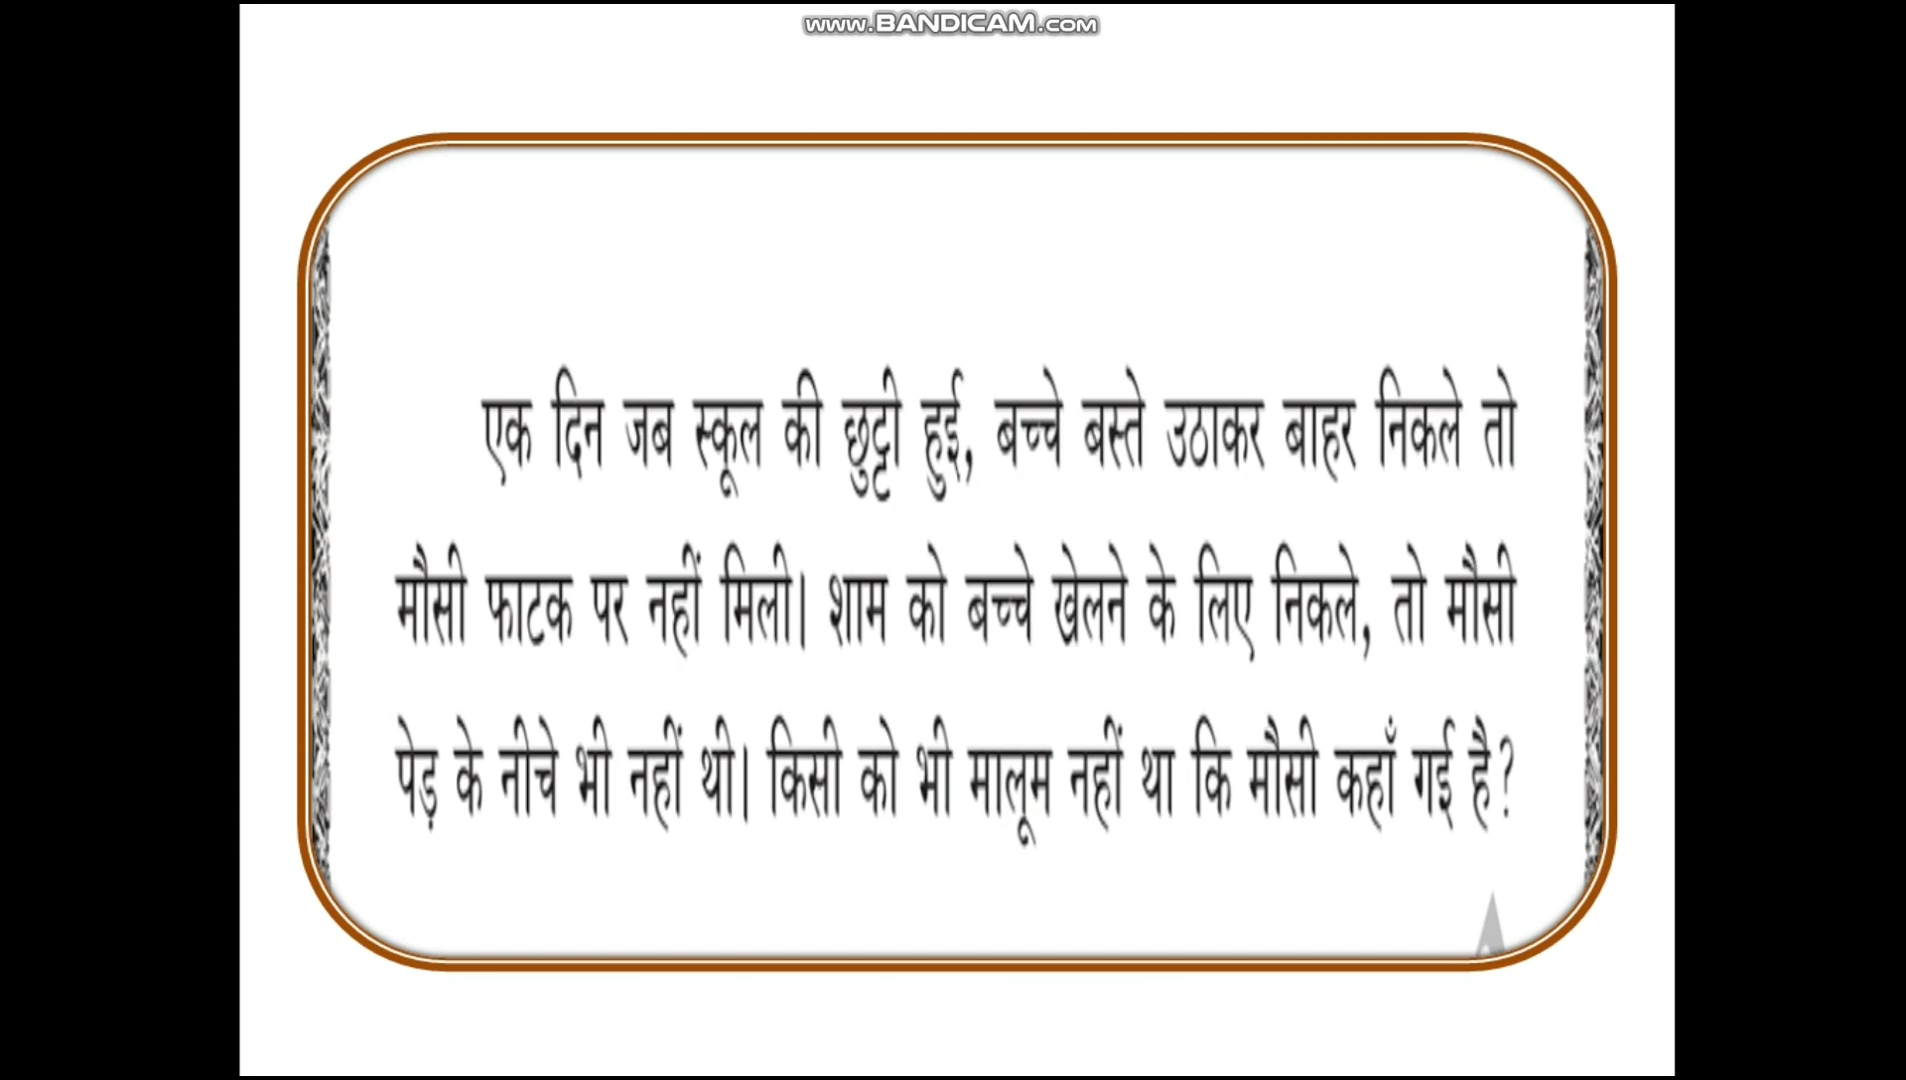 www.BANDICAM.com
एक दिन जब स्कूल की छुट्टी हुई, बच्चे बस्ते उठाकर बाहर निकले तो
मौसी फाटक पर नहीं मिली। शाम को बच्चे खेलने के लिए निकले, तो मौसी
पेड़ के नीचे भी नहीं थी। किसी को भी मालूम नहीं था कि मौसी कहाँ गई है?